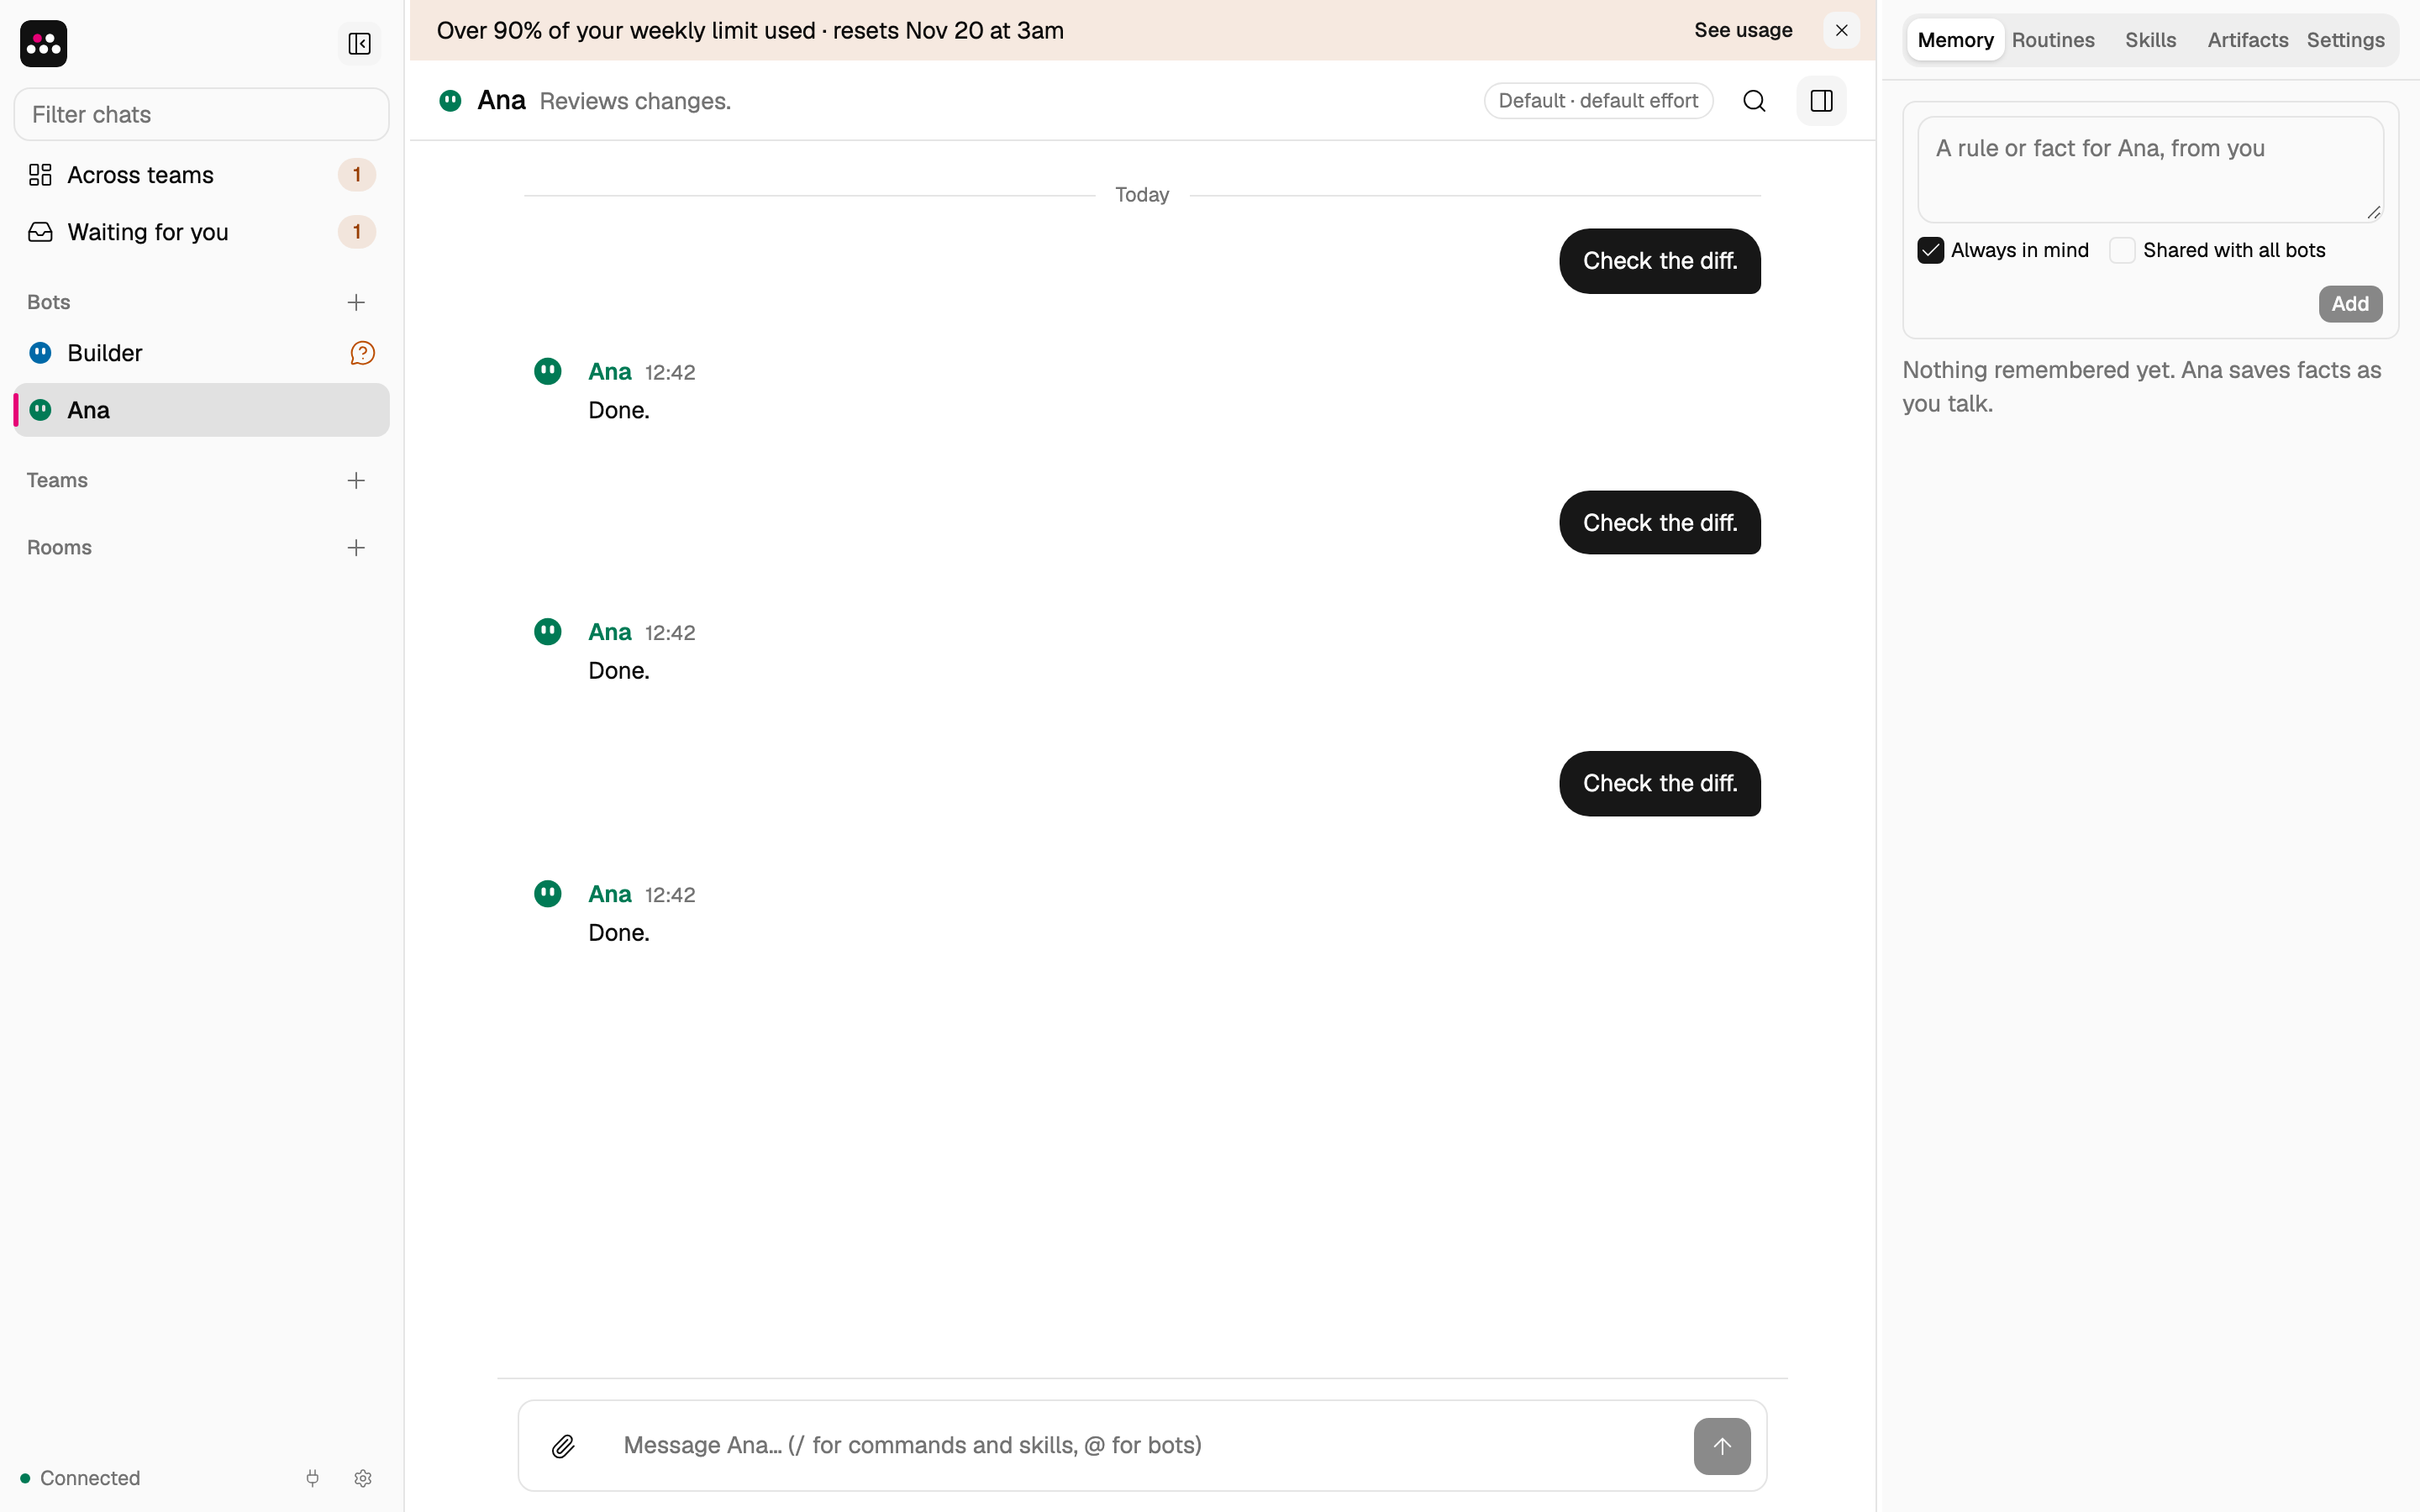 Filter chats
Across teams 1
Waiting for you 1
Bots
Builder
Ana
Teams
Rooms
Connected
Over 90% of your weekly limit used · resets Nov 20 at 3am See usage
Ana Reviews changes. Default · default effort
Today
Check the diff.
Ana 12:42
Done.
Check the diff.
Ana 12:42
Done.
Check the diff.
Ana 12:42
Done.
Message Ana... (/ for commands and skills, @ for bots)
Memory Routines Skills Artifacts Settings
A rule or fact for Ana, from you
Always in mind Shared with all bots
Add
Nothing remembered yet. Ana saves facts as
you talk.